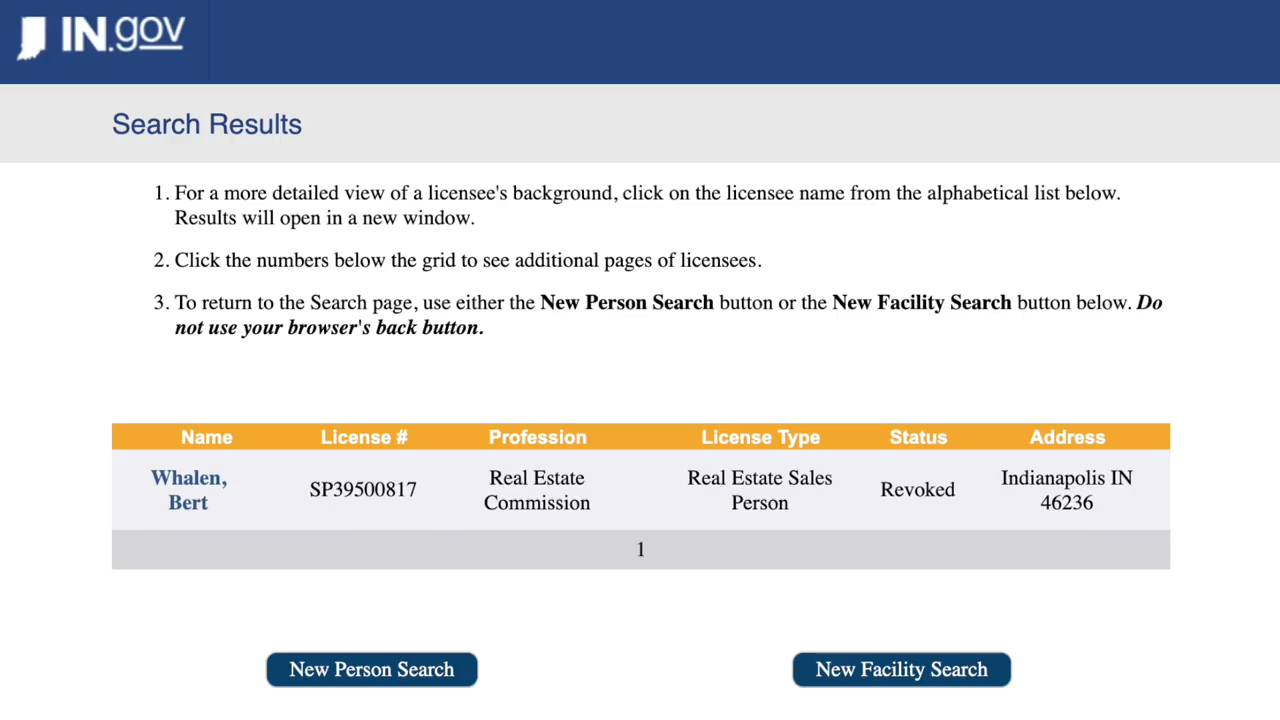 IN.gov
Search Results
1. For a more detailed view of a licensee's background, click on the licensee name from the alphabetical list below.
Results will open in a new window.
2. Click the numbers below the grid to see additional pages of licensees.
3. To return to the Search page, use either the New Person Search button or the New Facility Search button below. Do
not use your browser's back button.
Name License # Profession License Type Status Address
Whalen, Bert SP39500817 Real Estate Commission Real Estate Sales Person Revoked Indianapolis IN 46236
1
New Person Search New Facility Search